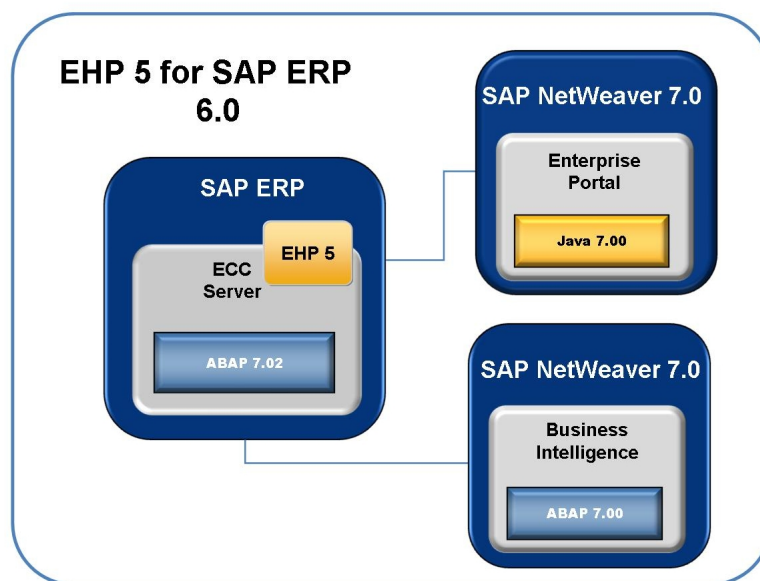 EHP 5 for SAP ERP
6.0
SAP ERP
EHP 5
ECC
Server
ABAP 7.02
SAP NetWeaver 7.0
Enterprise
Portal
Java 7.00
SAP NetWeaver 7.0
Business
Intelligence
ABAP 7.00